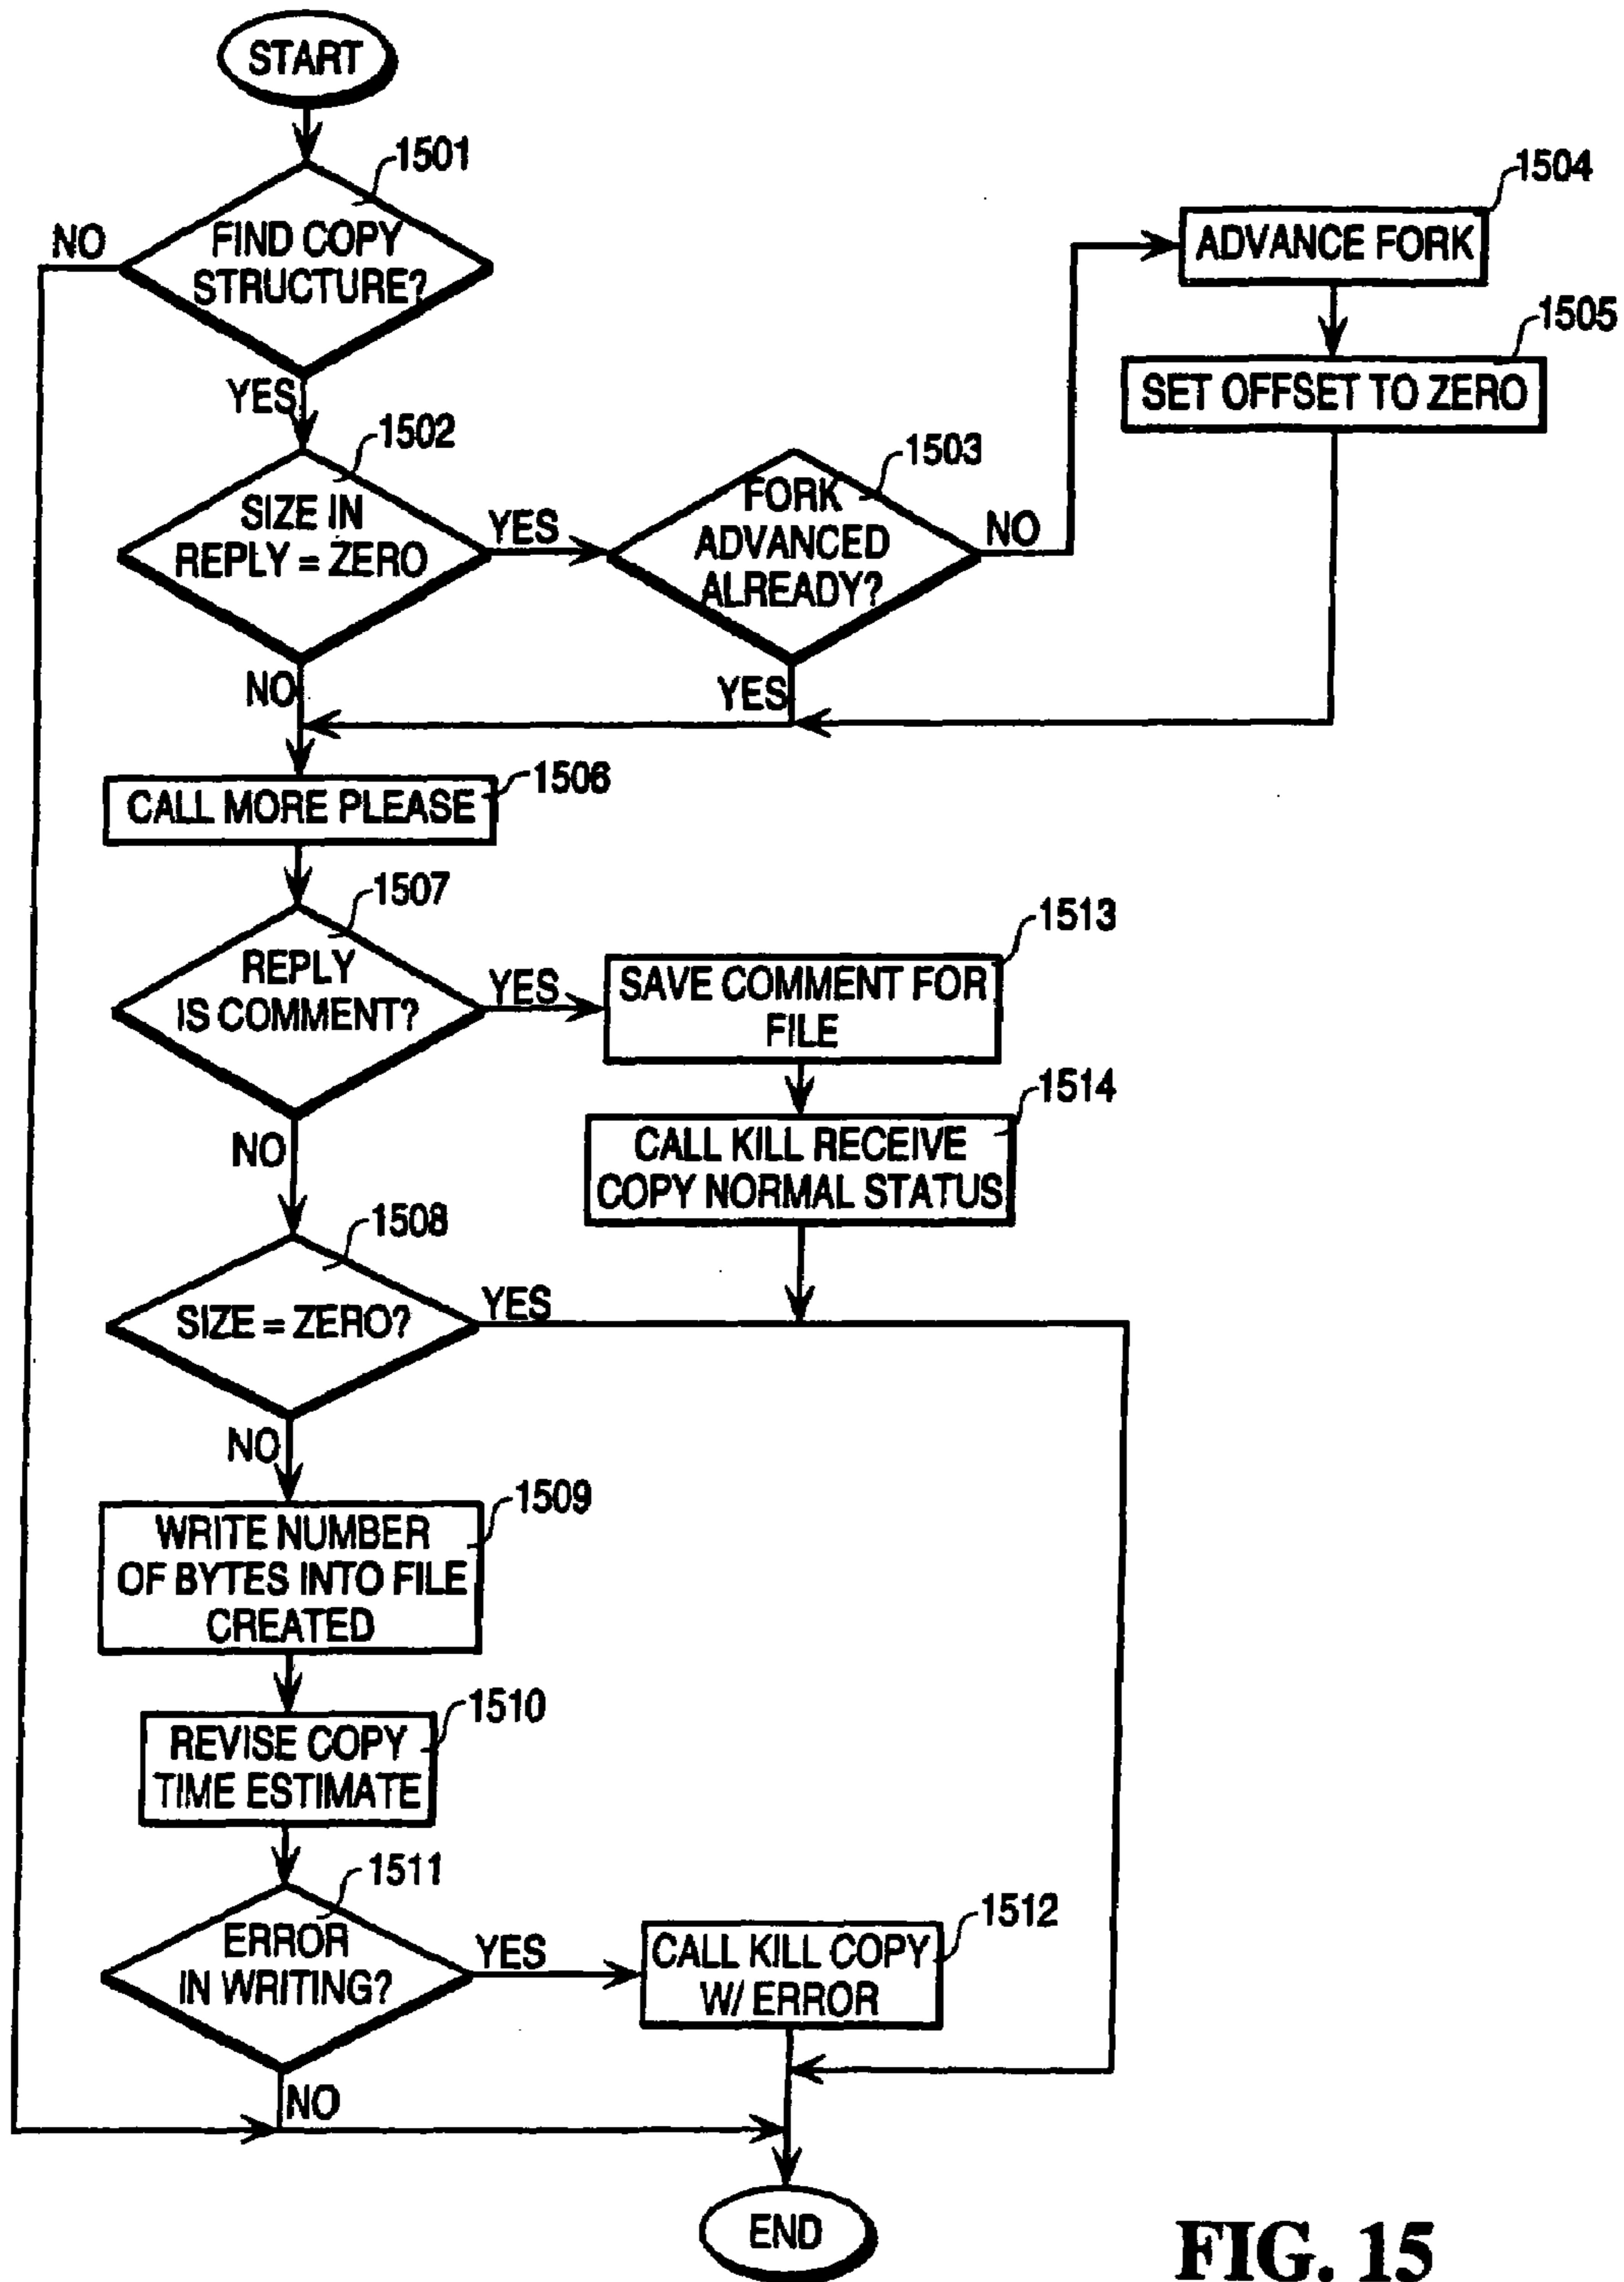 START
1501
FIND COPY
STRUCTURE?
NO
YES
1502
SIZE IN
REPLY = ZERO
YES
NO
1503
FORK
ADVANCED
ALREADY?
NO
YES
1504
ADVANCE FORK
1505
SET OFFSET TO ZERO
1506
CALL MORE PLEASE
1507
REPLY
IS COMMENT?
YES
NO
1513
SAVE COMMENT FOR
FILE
1514
CALL KILL RECEIVE
COPY NORMAL STATUS
1508
SIZE = ZERO?
YES
NO
1509
WRITE NUMBER
OF BYTES INTO FILE
CREATED
1510
REVISE COPY
TIME ESTIMATE
1511
ERROR
IN WRITING?
YES
NO
1512
CALL KILL COPY
W/ ERROR
END
FIG. 15